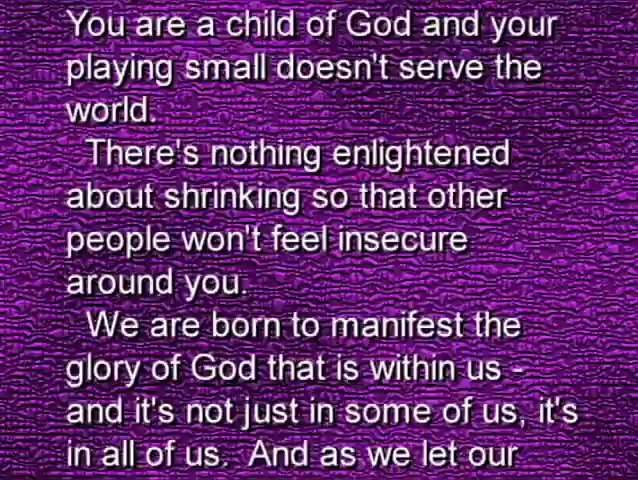 You are a child of God and your
playing small doesn't serve the
world.
There's nothing enlightened
about shrinking so that other
people won't feel insecure
around you.
We are born to manifest the
glory of God that is within us -
and it's not just in some of us, it's
in all of us.  And as we let our